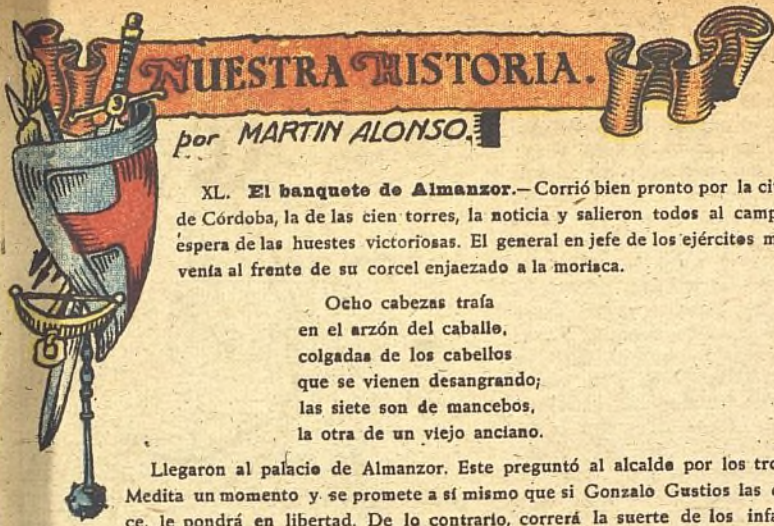 NUESTRA HISTORIA.
por MARTIN ALONSO.
XL. El banquete de Almanzor.—Corrió bien pronto por la ci
de Córdoba, la de las cien torres, la noticia y salieron todos al camp
espera de las huestes victoriosas. El general en jefe de los ejércitos m
venía al frente de su corcel enjaezado a la morisca.
Ocho cabezas traía
en el arzón del caballo,
colgadas de los cabellos
que se vienen desangrando;
las siete son de mancebos,
la otra de un viejo anciano.
Llegaron al palacio de Almanzor. Este preguntó al alcalde por los tro
Medita un momento y se promete a sí mismo que si Gonzalo Gustios las
ce, le pondrá en libertad. De lo contrario, correrá la suerte de los infa